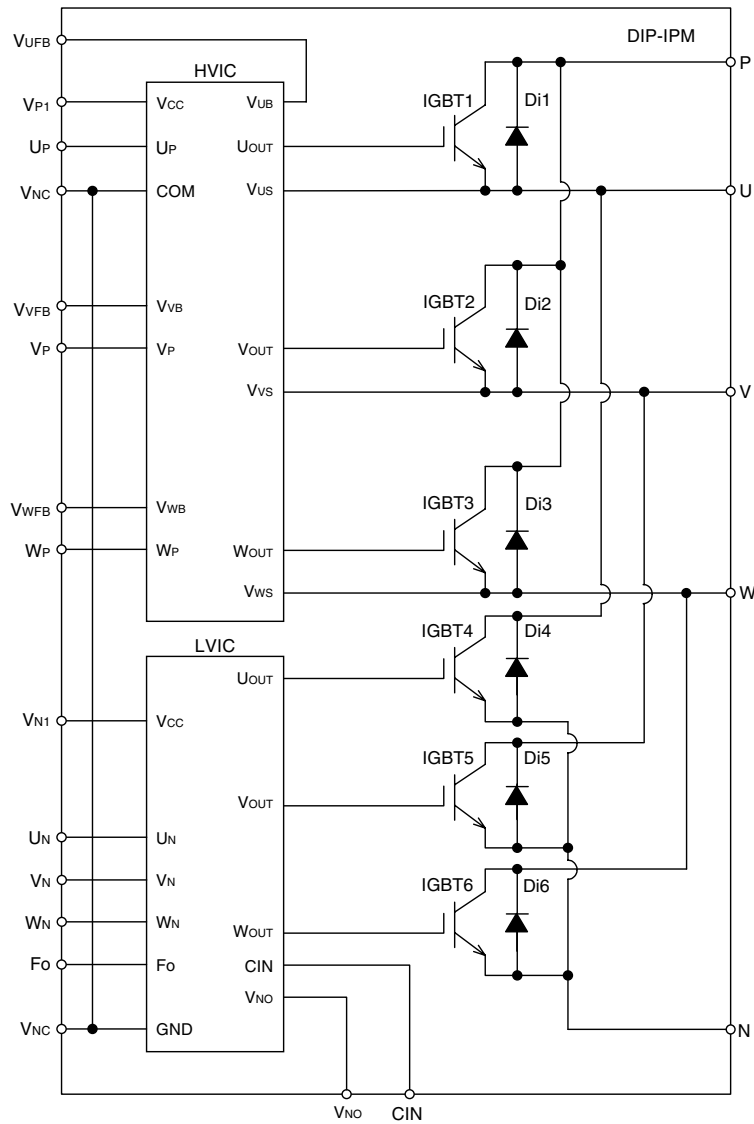 DIP-IPM
VUFB
HVIC
P
IGBT1
Di1
VP1
VCC
VUB
UP
UP
UOUT
VNC
COM
VUS
U
IGBT2
Di2
VVFB
VVB
VP
VP
VOUT
VVS
V
IGBT3
Di3
VWFB
VWB
WP
WP
WOUT
VWS
W
LVIC
IGBT4
Di4
UOUT
VN1
VCC
IGBT5
Di5
VOUT
UN
UN
VN
VN
IGBT6
Di6
WN
WN
WOUT
Fo
Fo
CIN
VNO
VNC
GND
N
VNO
CIN